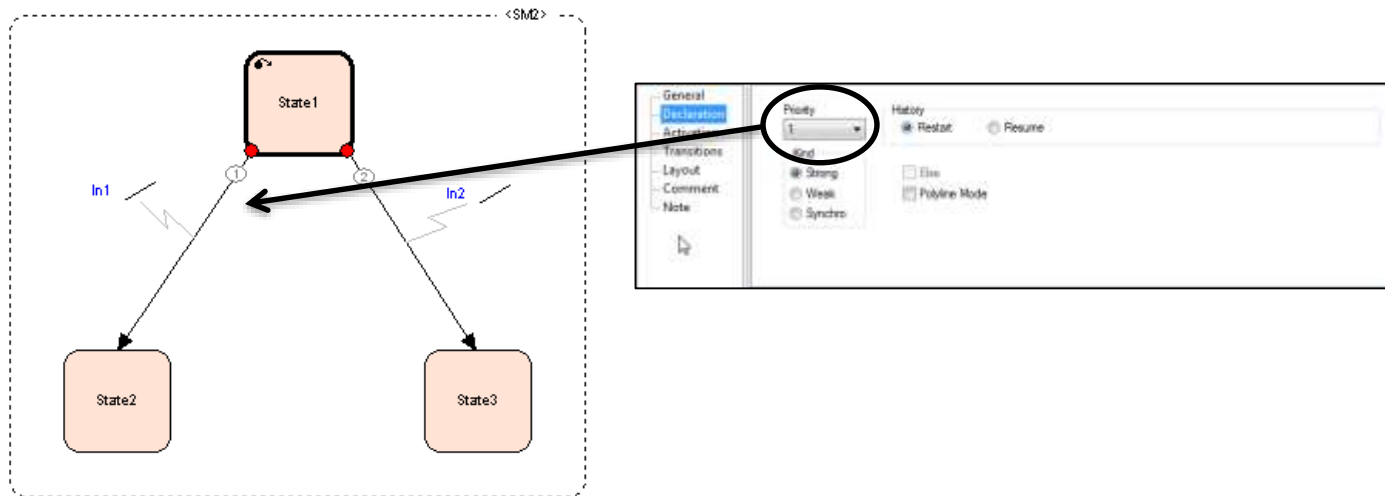 <SM2>
State1
1
2
In1
In2
State2
State3
General
Declaration
Activation
Transitions
Layout
Comment
Note
Priority
1
History
Restart
Resume
Kind
Strong
Weak
Synchro
Else
Polyline Mode